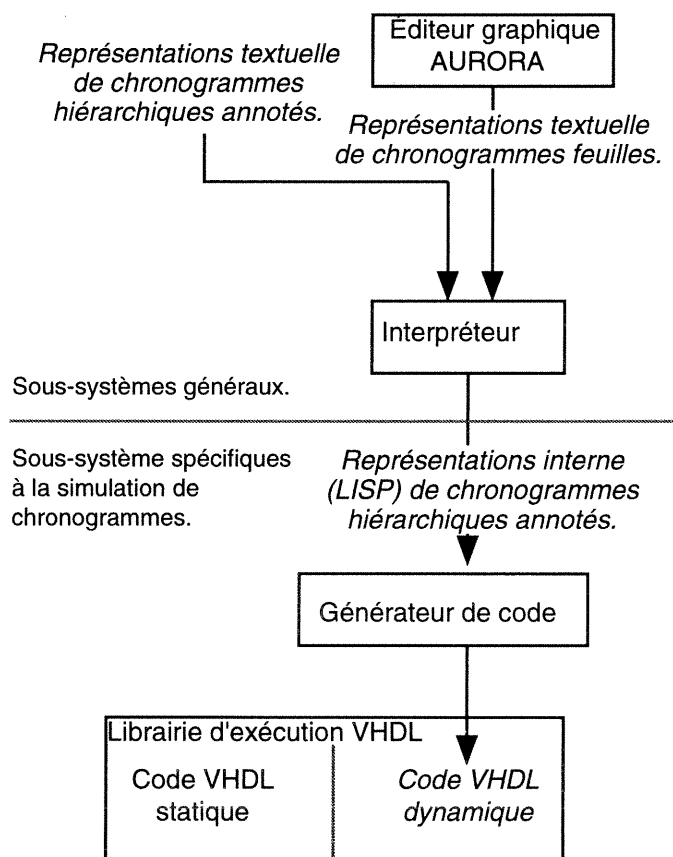 Éditeur graphique
AURORA
Représentations textuelle
de chronogrammes
hiérarchiques annotés.
Représentations textuelle
de chronogrammes feuilles.
Interpréteur
Sous-systèmes généraux.
Sous-système spécifiques
à la simulation de
chronogrammes.
Représentations interne
(LISP) de chronogrammes
hiérarchiques annotés.
Générateur de code
Librairie d'exécution VHDL
Code VHDL
statique
Code VHDL
dynamique